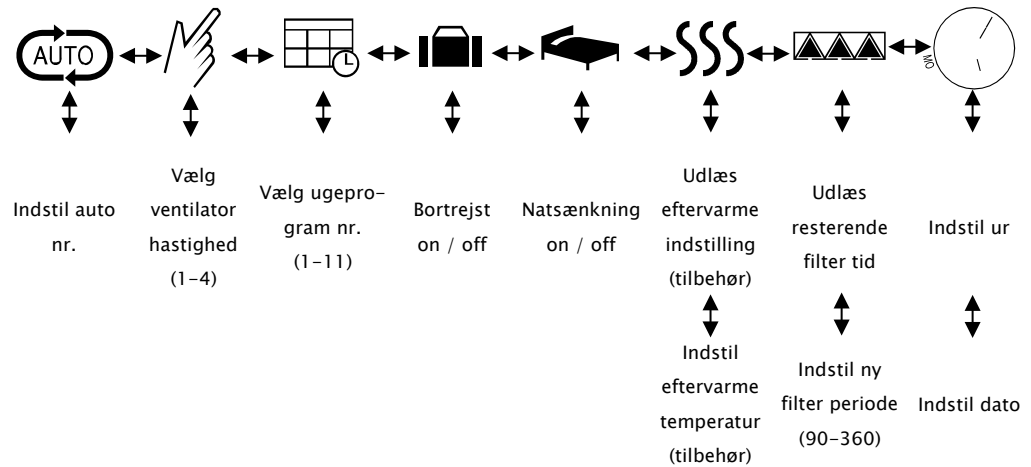 AUTO
MO
Indstil auto
nr.
Vælg
ventilator
hastighed
(1-4)
Vælg ugepro-
gram nr.
(1-11)
Bortrejst
on / off
Natsænkning
on / off
Udlæs
eftervarme
indstilling
(tilbehør)
Indstil
eftervarme
temperatur
(tilbehør)
Udlæs
resterende
filter tid
Indstil ny
filter periode
(90-360)
Indstil ur
Indstil dato